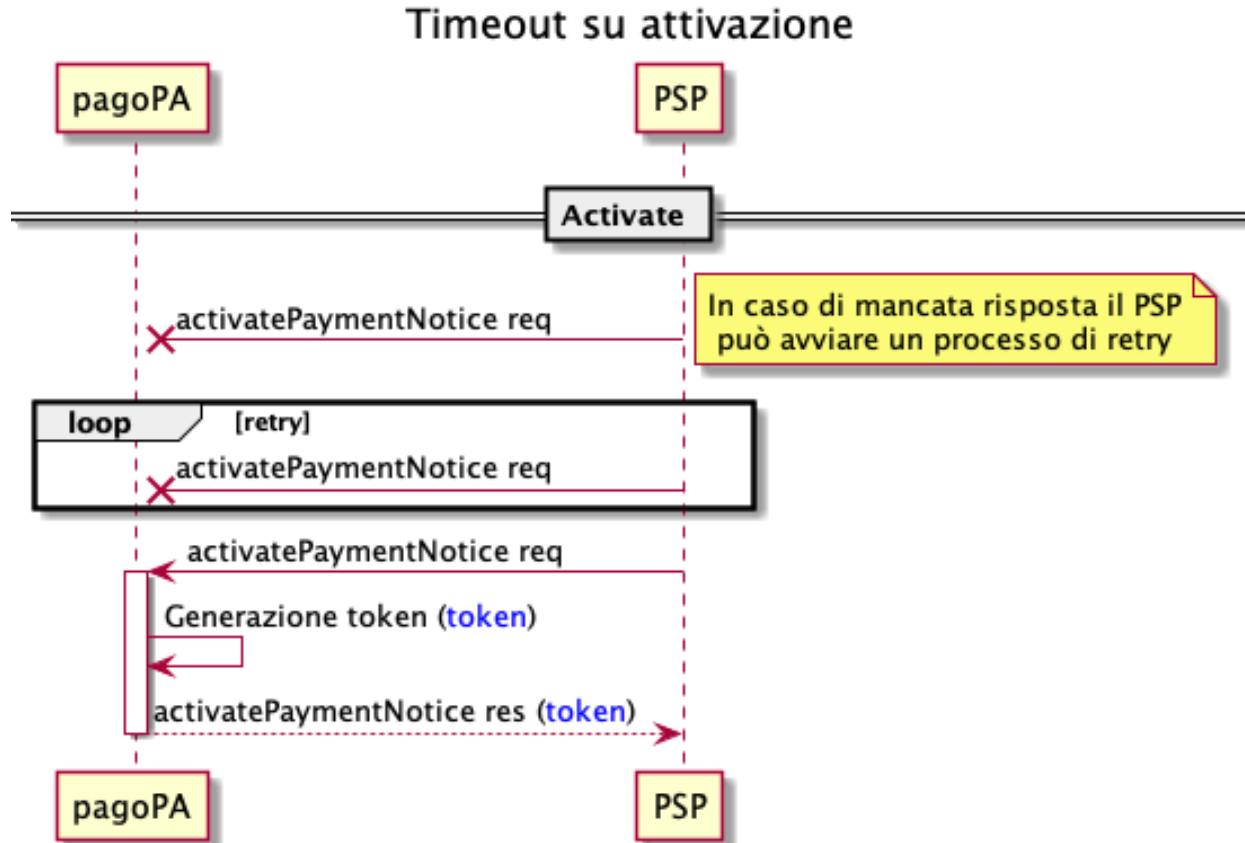 Timeout su attivazione
pagoPA
PSP
Activate
activatePaymentNotice req
In caso di mancata risposta il PSP
può avviare un processo di retry
loop
[retry]
activatePaymentNotice req
activatePaymentNotice req
Generazione token (token)
activatePaymentNotice res (token)
pagoPA
PSP